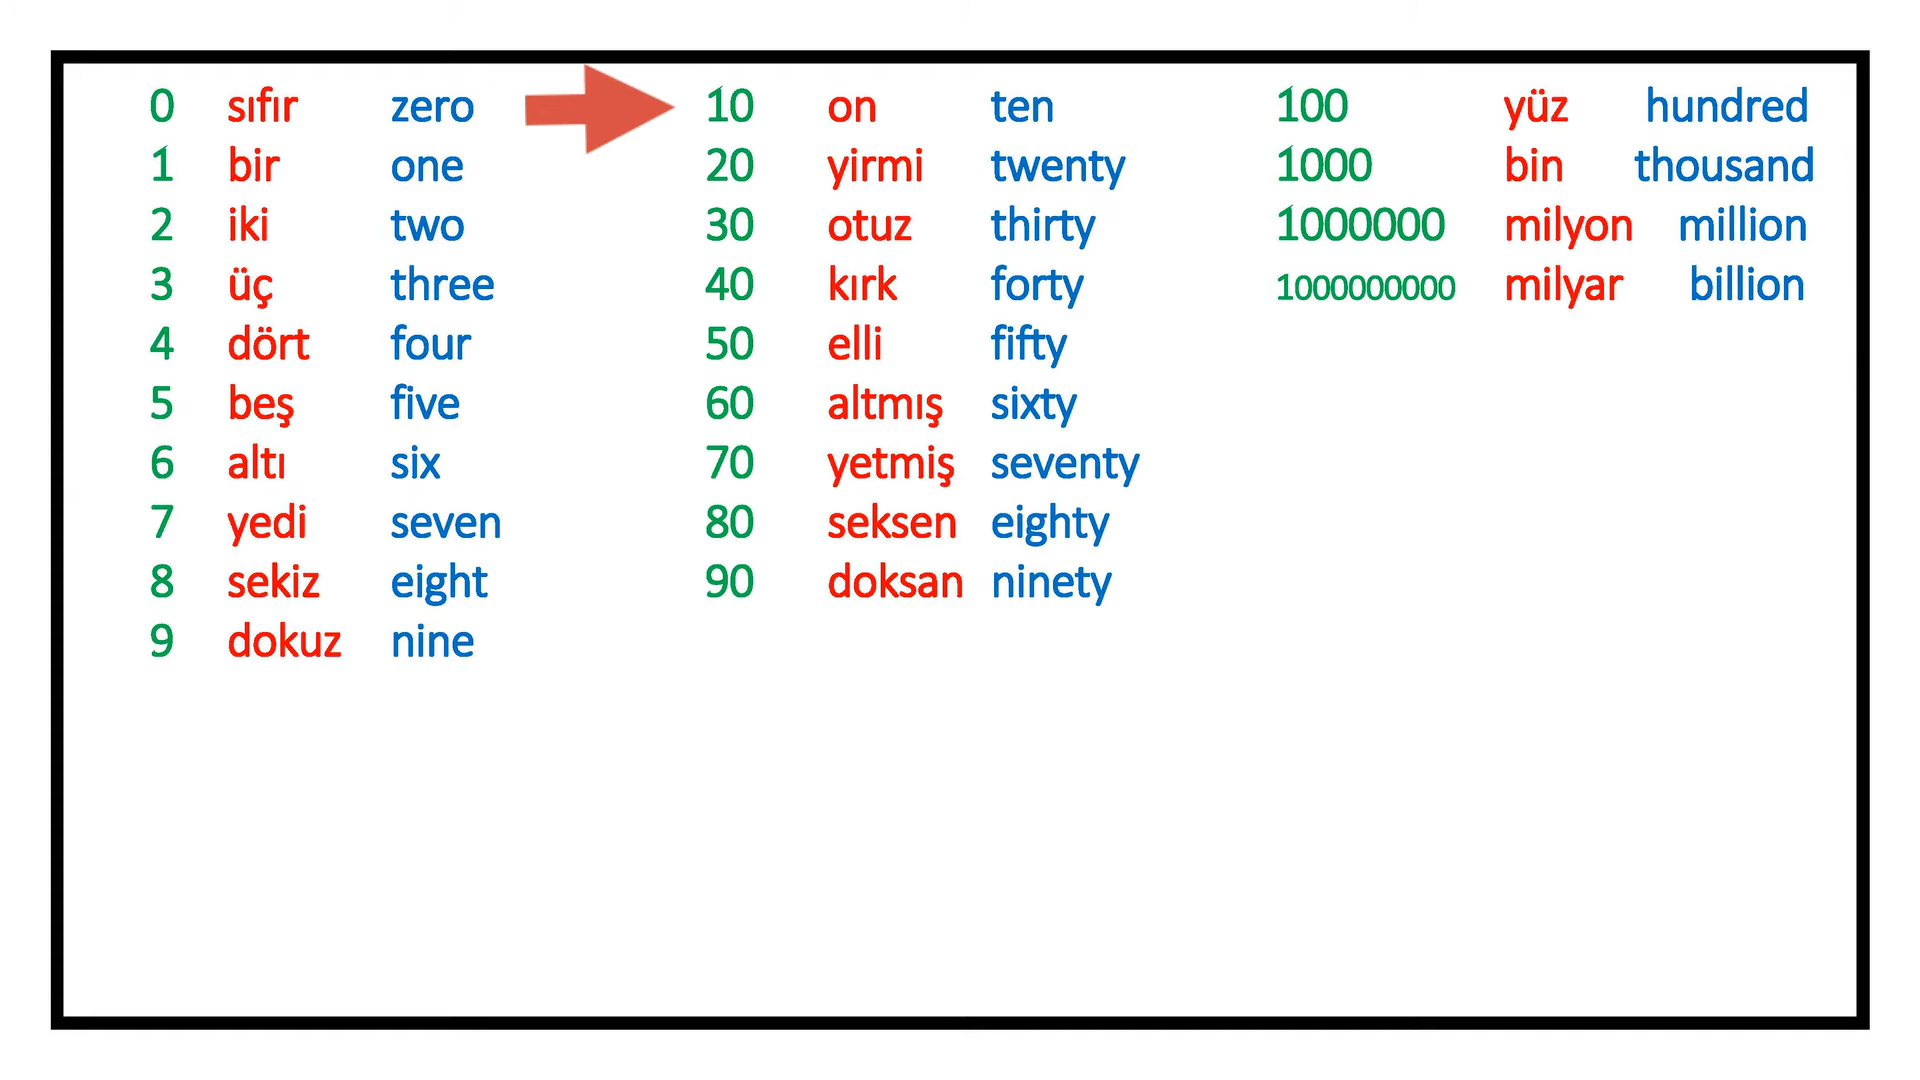 0 sıfır zero 10 on ten 100 yüz hundred
1 bir one 20 yirmi twenty 1000 bin thousand
2 iki two 30 otuz thirty 1000000 milyon million
3 üç three 40 kırk forty 1000000000 milyar billion
4 dört four 50 elli fifty
5 beş five 60 altmış sixty
6 altı six 70 yetmiş seventy
7 yedi seven 80 seksen eighty
8 sekiz eight 90 doksan ninety
9 dokuz nine